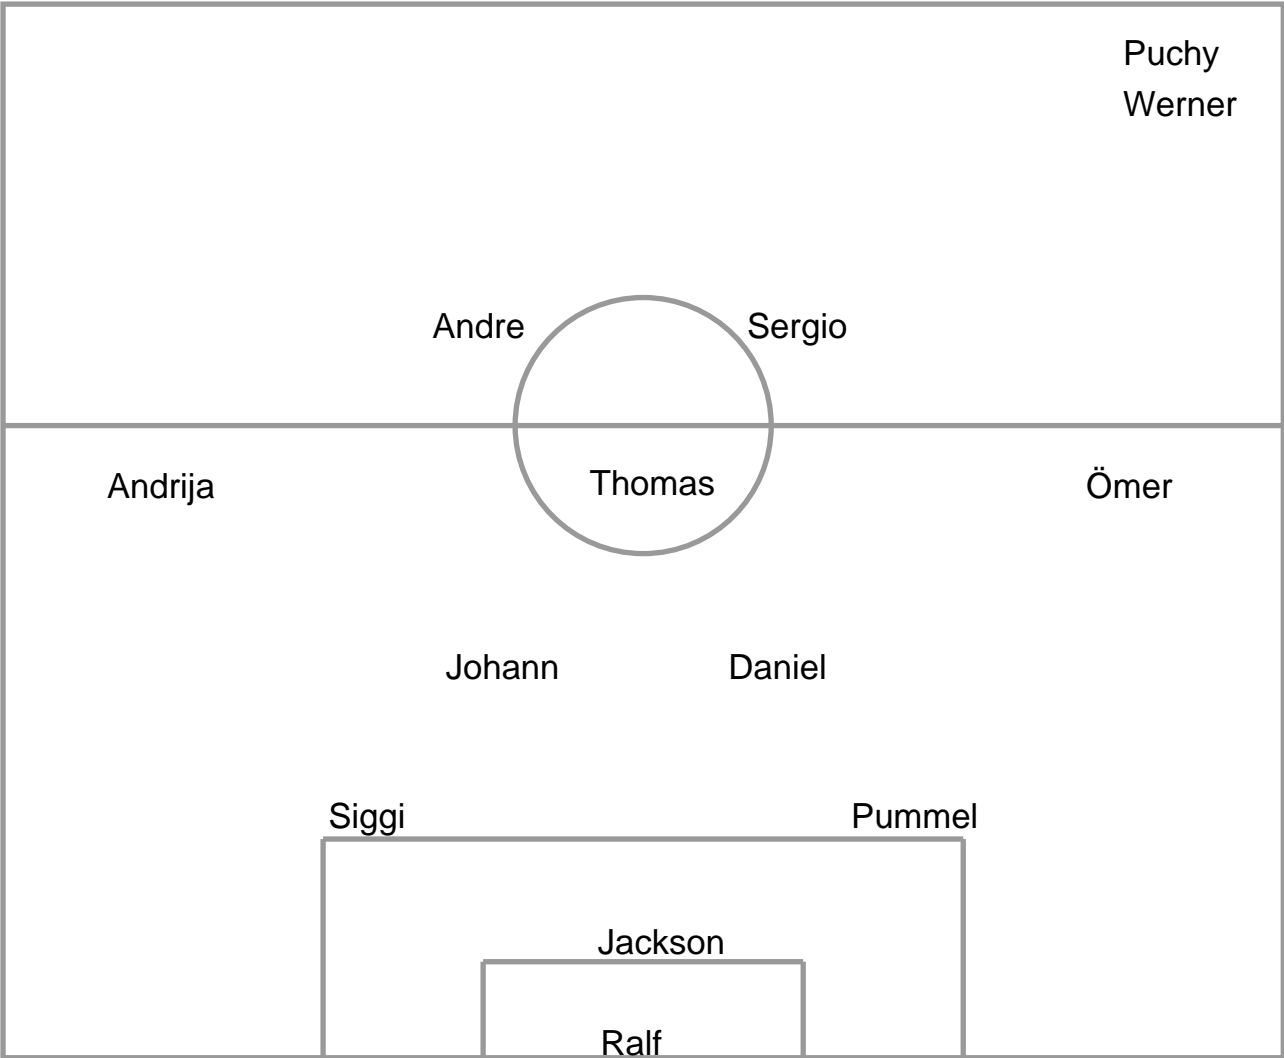 Puchy
Werner
Andre Sergio
Andrija Thomas Ömer
Johann Daniel
Siggi Pummel
Jackson
Ralf